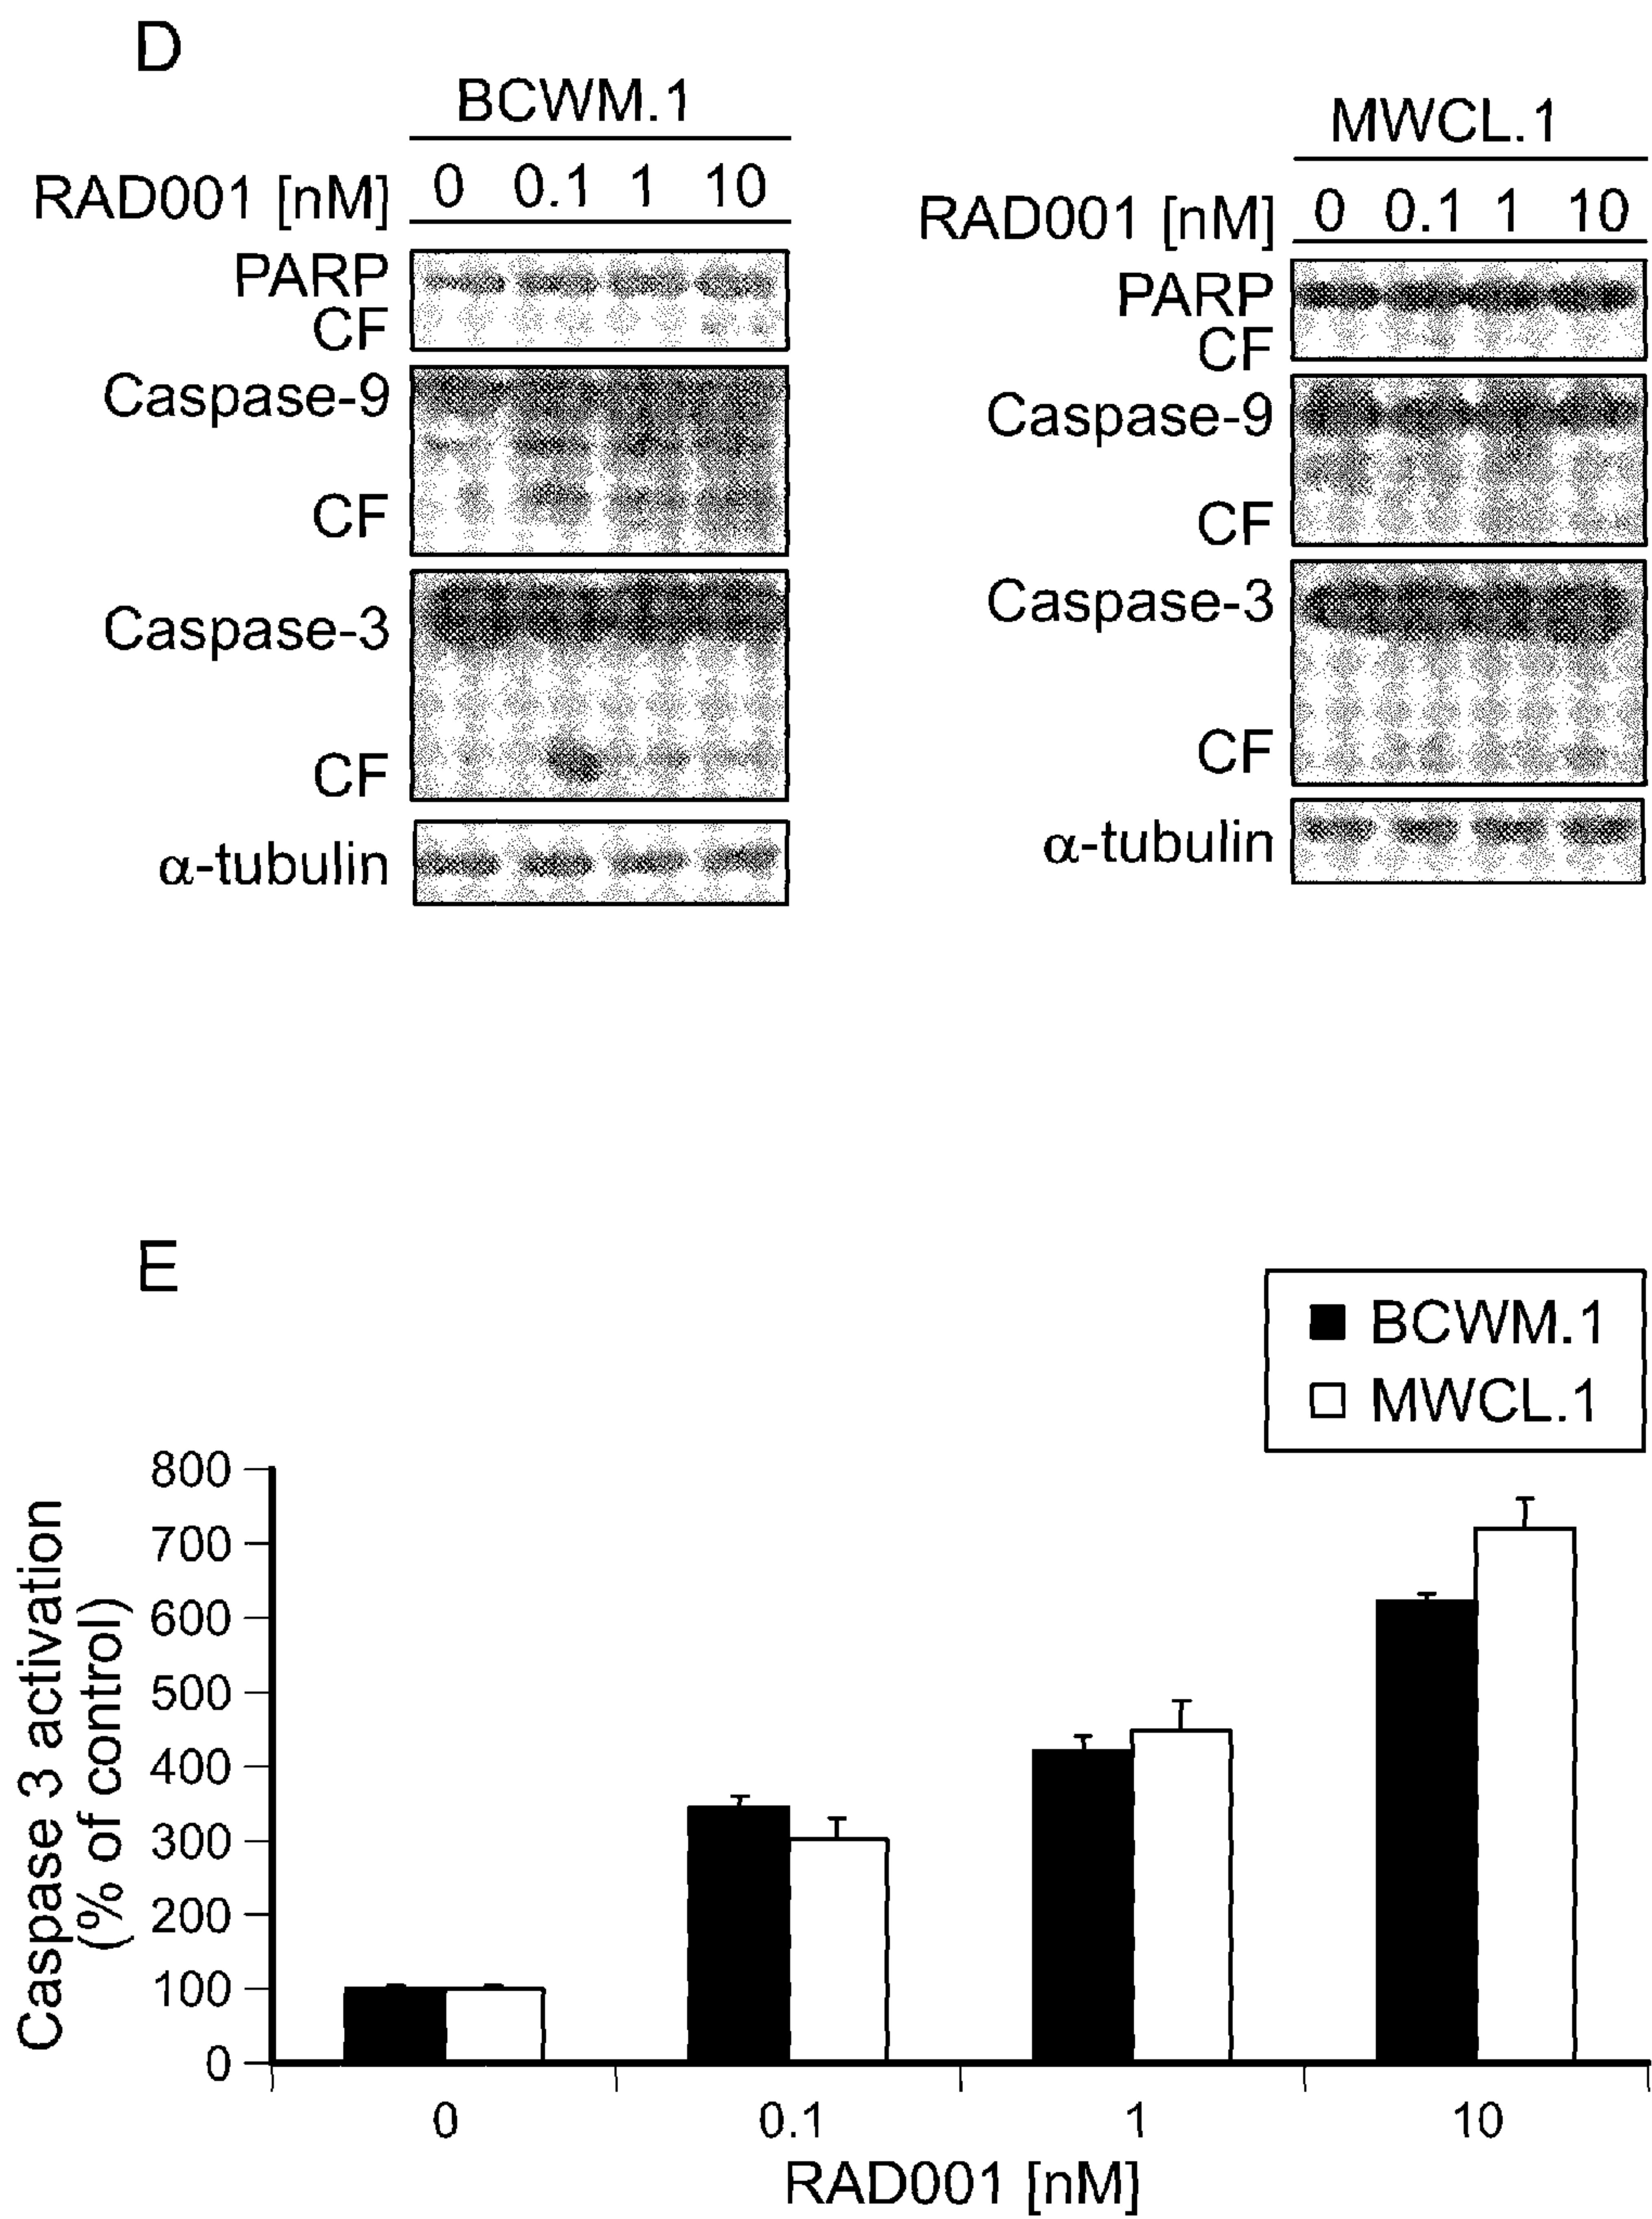 D
BCWM.1
RAD001 [nM] 0 0.1 1 10
PARP
CF
Caspase-9
CF
Caspase-3
CF
α-tubulin
MWCL.1
RAD001 [nM] 0 0.1 1 10
PARP
CF
Caspase-9
CF
Caspase-3
CF
α-tubulin
E
BCWM.1
MWCL.1
Caspase 3 activation
(% of control)
800
700
600
500
400
300
200
100
0
0 0.1 1 10
RAD001 [nM]